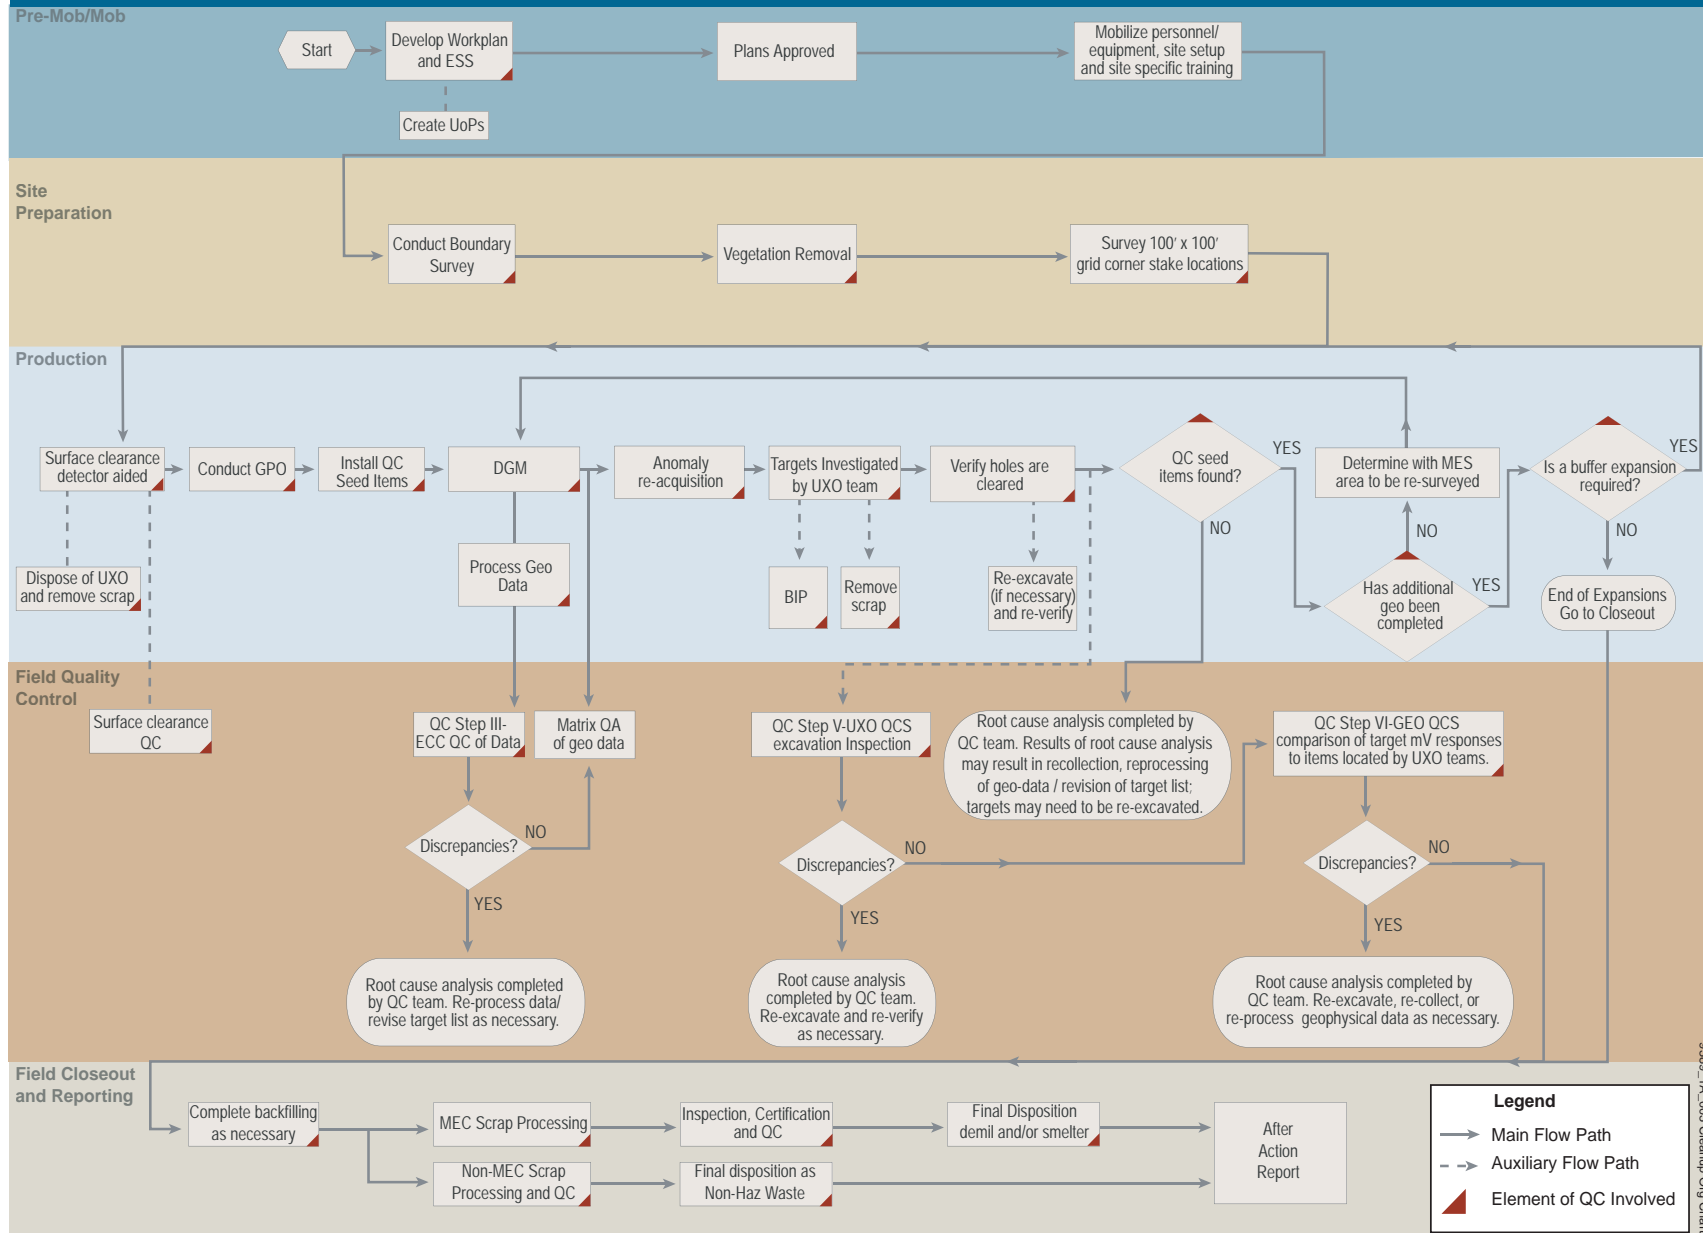 Pre-Mob/Mob
Start
Develop Workplan
and ESS
Plans Approved
Mobilize personnel/
equipment, site setup
and site specific training
Create UoPs
Site
Preparation
Conduct Boundary
Survey
Vegetation Removal
Survey 100' x 100'
grid corner stake locations
Production
Surface clearance
detector aided
Conduct GPO
Install QC
Seed Items
DGM
Anomaly
re-acquisition
Targets Investigated
by UXO team
Verify holes are
cleared
QC seed
items found?
YES
NO
Determine with MES
area to be re-surveyed
NO
Has additional
geo been
completed
YES
Is a buffer expansion
required?
YES
NO
End of Expansions
Go to Closeout
Dispose of UXO
and remove scrap
Process Geo
Data
BIP
Remove
scrap
Re-excavate
(if necessary)
and re-verify
Field Quality
Control
Surface clearance
QC
QC Step III-
ECC QC of Data
Matrix QA
of geo data
QC Step V-UXO QCS
excavation Inspection
Root cause analysis completed by
QC team. Results of root cause analysis
may result in recollection, reprocessing
of geo-data / revision of target list;
targets may need to be re-excavated.
QC Step VI-GEO QCS
comparison of target mV responses
to items located by UXO teams.
Discrepancies?
NO
YES
Discrepancies?
NO
YES
Discrepancies?
NO
YES
Root cause analysis completed
by QC team. Re-process data/
revise target list as necessary.
Root cause analysis
completed by QC team.
Re-excavate and re-verify
as necessary.
Root cause analysis completed by
QC team. Re-excavate, re-collect, or
re-process geophysical data as necessary.
Field Closeout
and Reporting
Complete backfilling
as necessary
MEC Scrap Processing
Inspection, Certification
and QC
Final Disposition
demil and/or smelter
After
Action
Report
Non-MEC Scrap
Processing and QC
Final disposition as
Non-Haz Waste
Legend
Main Flow Path
Auxiliary Flow Path
Element of QC Involved